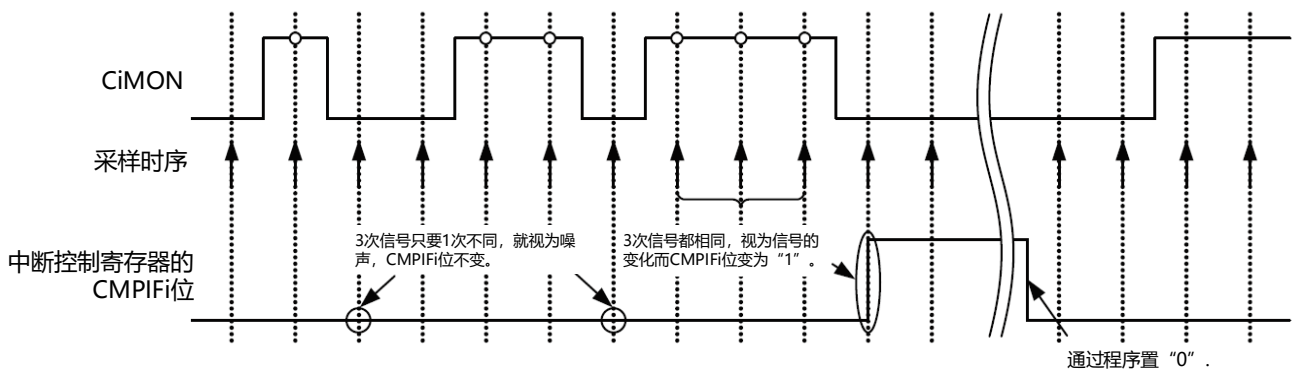 CiMON
采样时序
3次信号只要1次不同，就视为噪
声，CMPIFi位不变。
3次信号都相同，视为信号的
变化而CMPIFi位变为“1”。
中断控制寄存器的
CMPIFi位
通过程序置“0”.